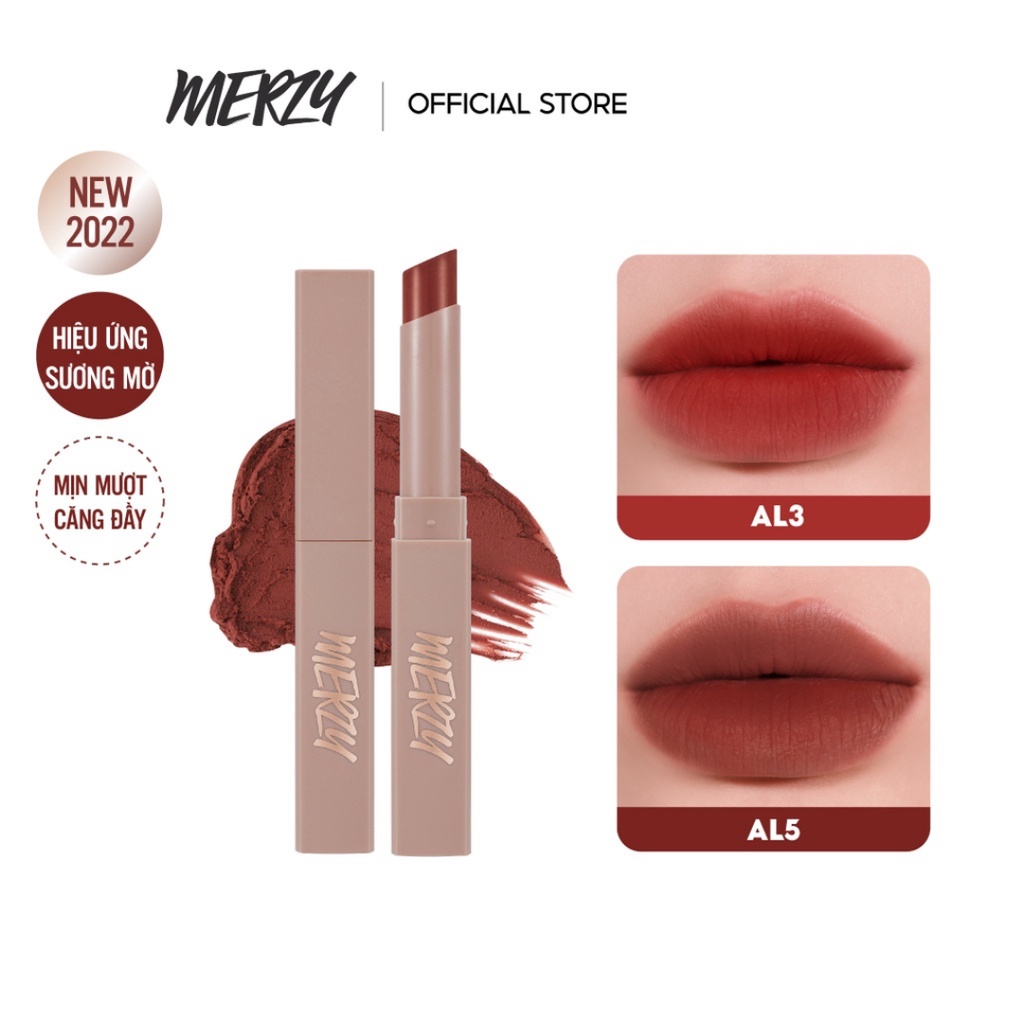 MERZY
OFFICIAL STORE
NEW
2022
HIỆU ỨNG
SƯƠNG MỜ
MỊN MƯỢT
CĂNG ĐẦY
MERZY
MERZY
AL3
AL5